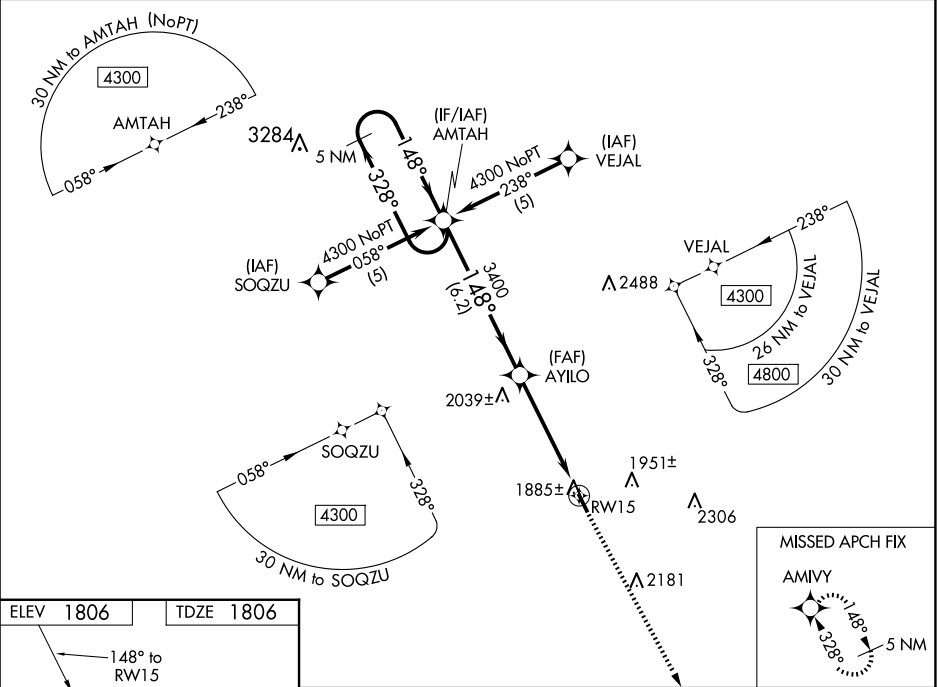 30 NM to AMTAH (NoPT)
4300
AMTAH
238°
058°
3284
5 NM
148°
328°
(IF/IAF)
AMTAH
(IAF)
VEJAL
4300 NoPT
238°
(5)
4300 NoPT
058°
(5)
(IAF)
SOQZU
3400
148°
(6.2)
2488
VEJAL
238°
4300
26 NM to VEJAL
328°
4800
30 NM to VEJAL
(FAF)
AYILO
2039±
SOQZU
058°
328°
4300
30 NM to SOQZU
1951±
1885±
RW15
2306
2181
MISSED APCH FIX
AMIVY
148°
328°
5 NM
ELEV 1806
TDZE 1806
148° to
RW15